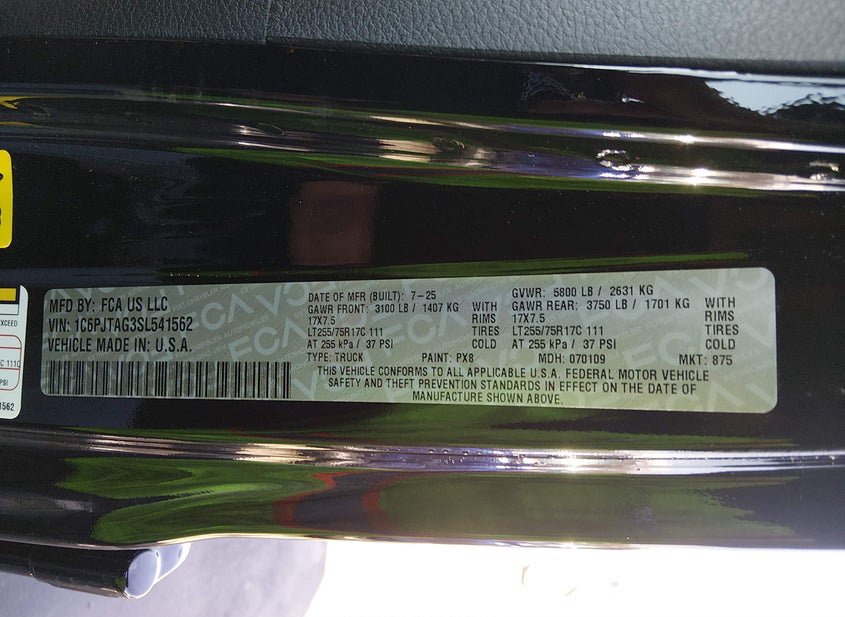 MFD BY: FCA US LLC
VIN: 1C6PJTAG3SL541562
VEHICLE MADE IN: U.S.A.
DATE OF MFR (BUILT): 7-25
GAWR FRONT: 3100 LB / 1407 KG WITH
17X7.5 RIMS
LT255/75R17C 111 TIRES
AT 255 kPa / 37 PSI COLD
GVWR: 5800 LB / 2631 KG
GAWR REAR: 3750 LB / 1701 KG WITH
17X7.5 RIMS
LT255/75R17C 111 TIRES
AT 255 kPa / 37 PSI COLD
TYPE: TRUCK PAINT: PX8 MDH: 070109 MKT: 875
THIS VEHICLE CONFORMS TO ALL APPLICABLE U.S.A. FEDERAL MOTOR VEHICLE
SAFETY AND THEFT PREVENTION STANDARDS IN EFFECT ON THE DATE OF
MANUFACTURE SHOWN ABOVE.
EXCEED
PSI
1562